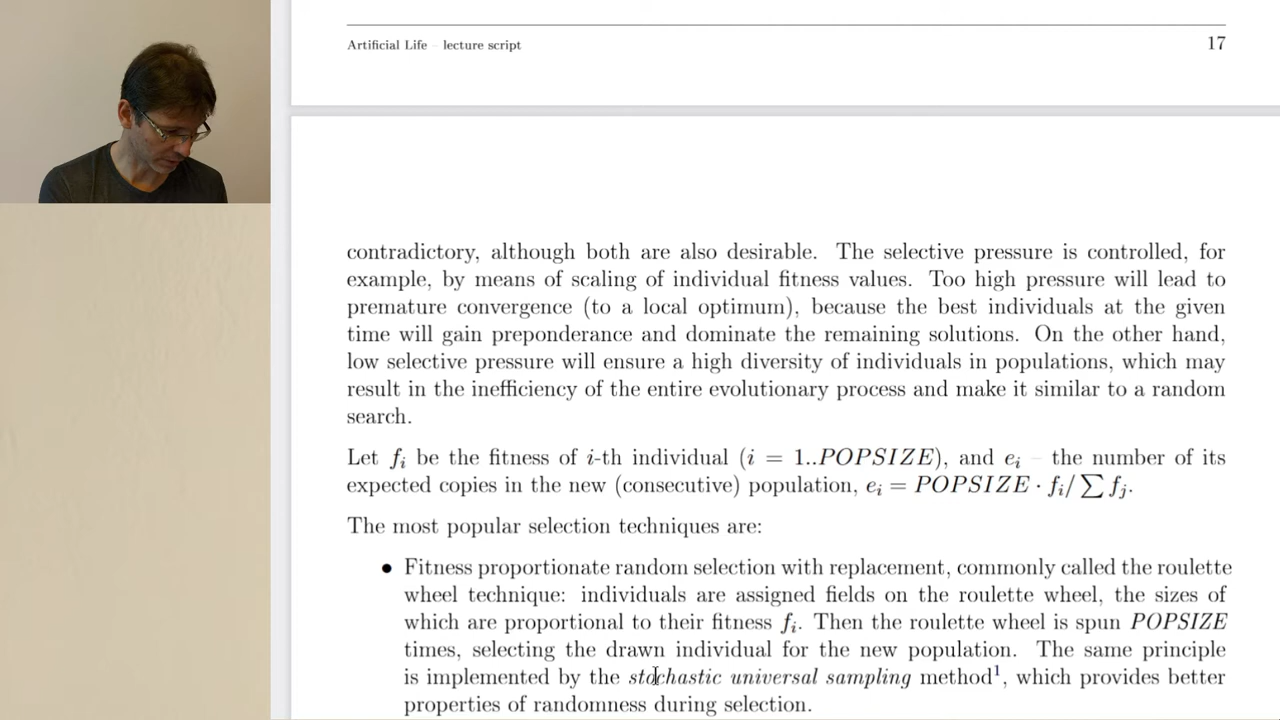 Artificial Life – lecture script 17
contradictory, although both are also desirable. The selective pressure is controlled, for
example, by means of scaling of individual fitness values. Too high pressure will lead to
premature convergence (to a local optimum), because the best individuals at the given
time will gain preponderance and dominate the remaining solutions. On the other hand,
low selective pressure will ensure a high diversity of individuals in populations, which may
result in the inefficiency of the entire evolutionary process and make it similar to a random
search.
Let fᵢ be the fitness of i-th individual (i = 1..POPSIZE), and eᵢ – the number of its
expected copies in the new (consecutive) population, eᵢ = POPSIZE · fᵢ/∑ fⱼ.
The most popular selection techniques are:
• Fitness proportionate random selection with replacement, commonly called the roulette
wheel technique: individuals are assigned fields on the roulette wheel, the sizes of
which are proportional to their fitness fᵢ. Then the roulette wheel is spun POPSIZE
times, selecting the drawn individual for the new population. The same principle
is implemented by the stochastic universal sampling method¹, which provides better
properties of randomness during selection.